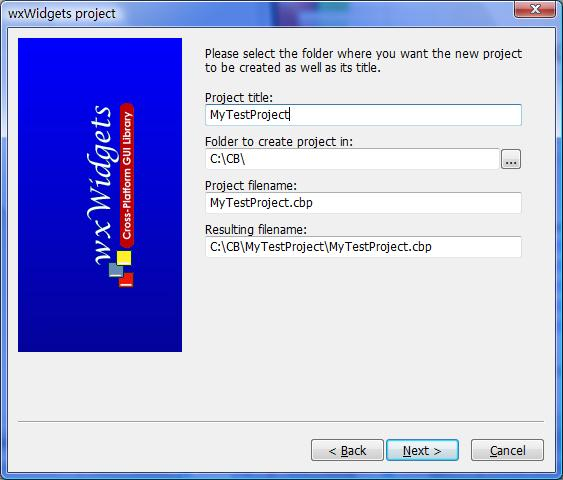 wxWidgets project
wxWidgets
Cross-Platform GUI Library
Please select the folder where you want the new project
to be created as well as its title.
Project title:
MyTestProject
Folder to create project in:
C:\CB\
...
Project filename:
MyTestProject.cbp
Resulting filename:
C:\CB\MyTestProject\MyTestProject.cbp
< Back
Next >
Cancel